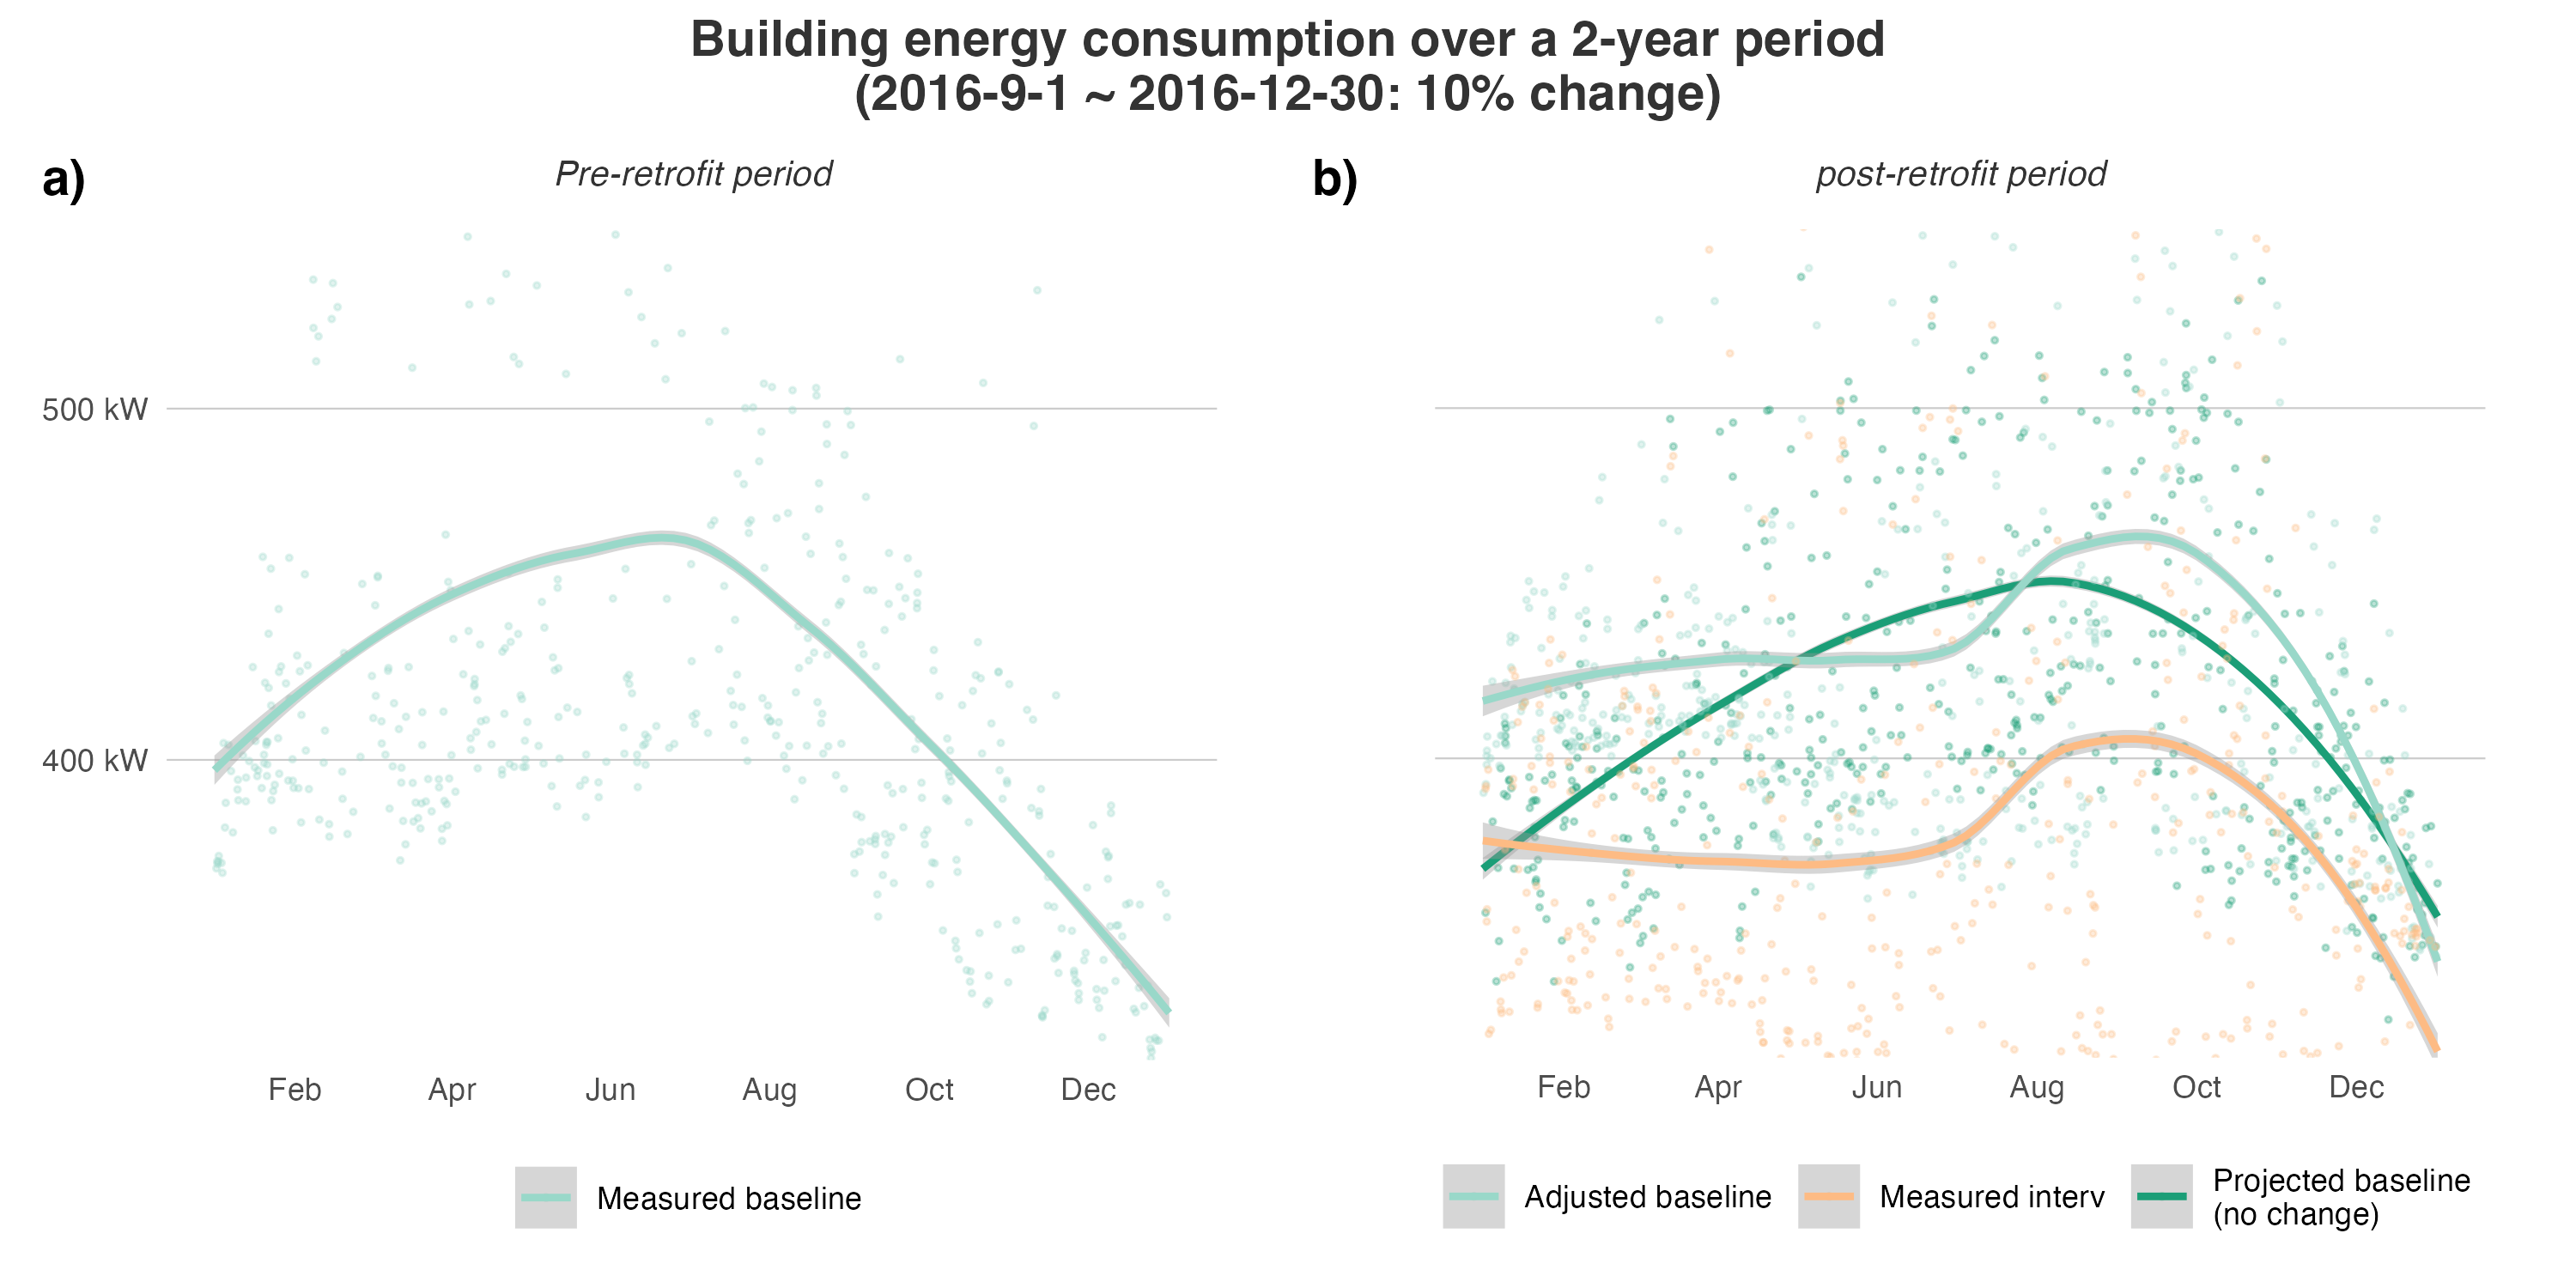 Building energy consumption over a 2-year period
(2016-9-1 ~ 2016-12-30: 10% change)
a)
Pre-retrofit period
500 kW
400 kW
Feb Apr Jun Aug Oct Dec
Measured baseline
b)
post-retrofit period
Feb Apr Jun Aug Oct Dec
Adjusted baseline
Measured interv
Projected baseline
(no change)